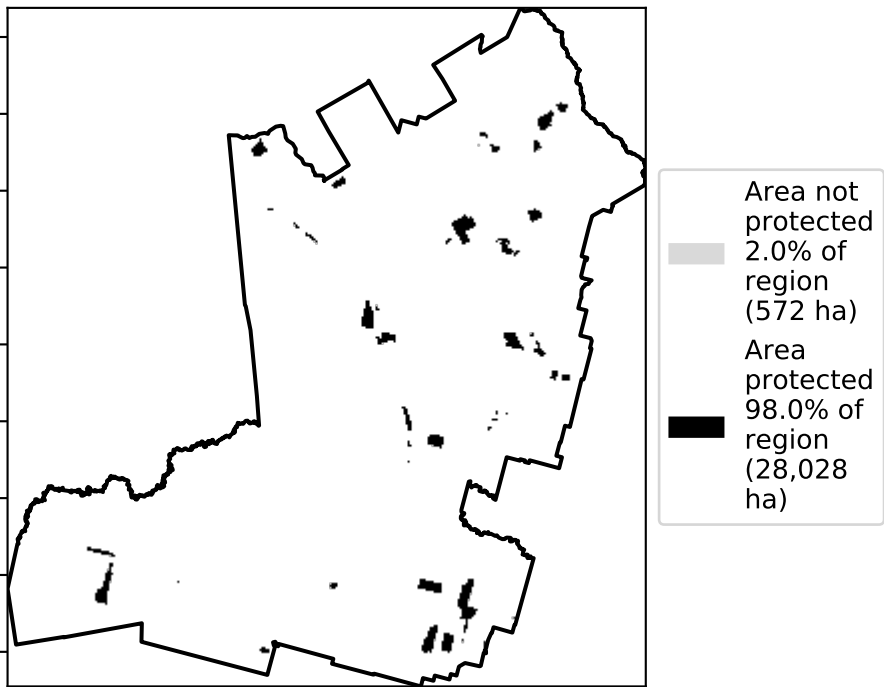 Area not
protected
2.0% of
region
(572 ha)
Area
protected
98.0% of
region
(28,028
ha)